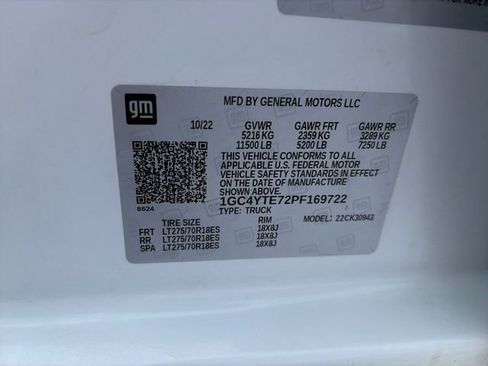 gm
MFD BY GENERAL MOTORS LLC
10/22 GVWR GAWR FRT GAWR RR
5216 KG 2359 KG 3289 KG
11500 LB 5200 LB 7250 LB
THIS VEHICLE CONFORMS TO ALL
APPLICABLE U.S. FEDERAL MOTOR
VEHICLE SAFETY STANDARDS IN
EFFECT ON THE DATE OF MANUFACTURE
SHOWN ABOVE.
1GC4YTE72PF169722
8624 TYPE: TRUCK MODEL: 22CK30943
TIRE SIZE RIM
FRT LT275/70R18ES 18X8J
RR LT275/70R18ES 18X8J
SPA LT275/70R18ES 18X8J